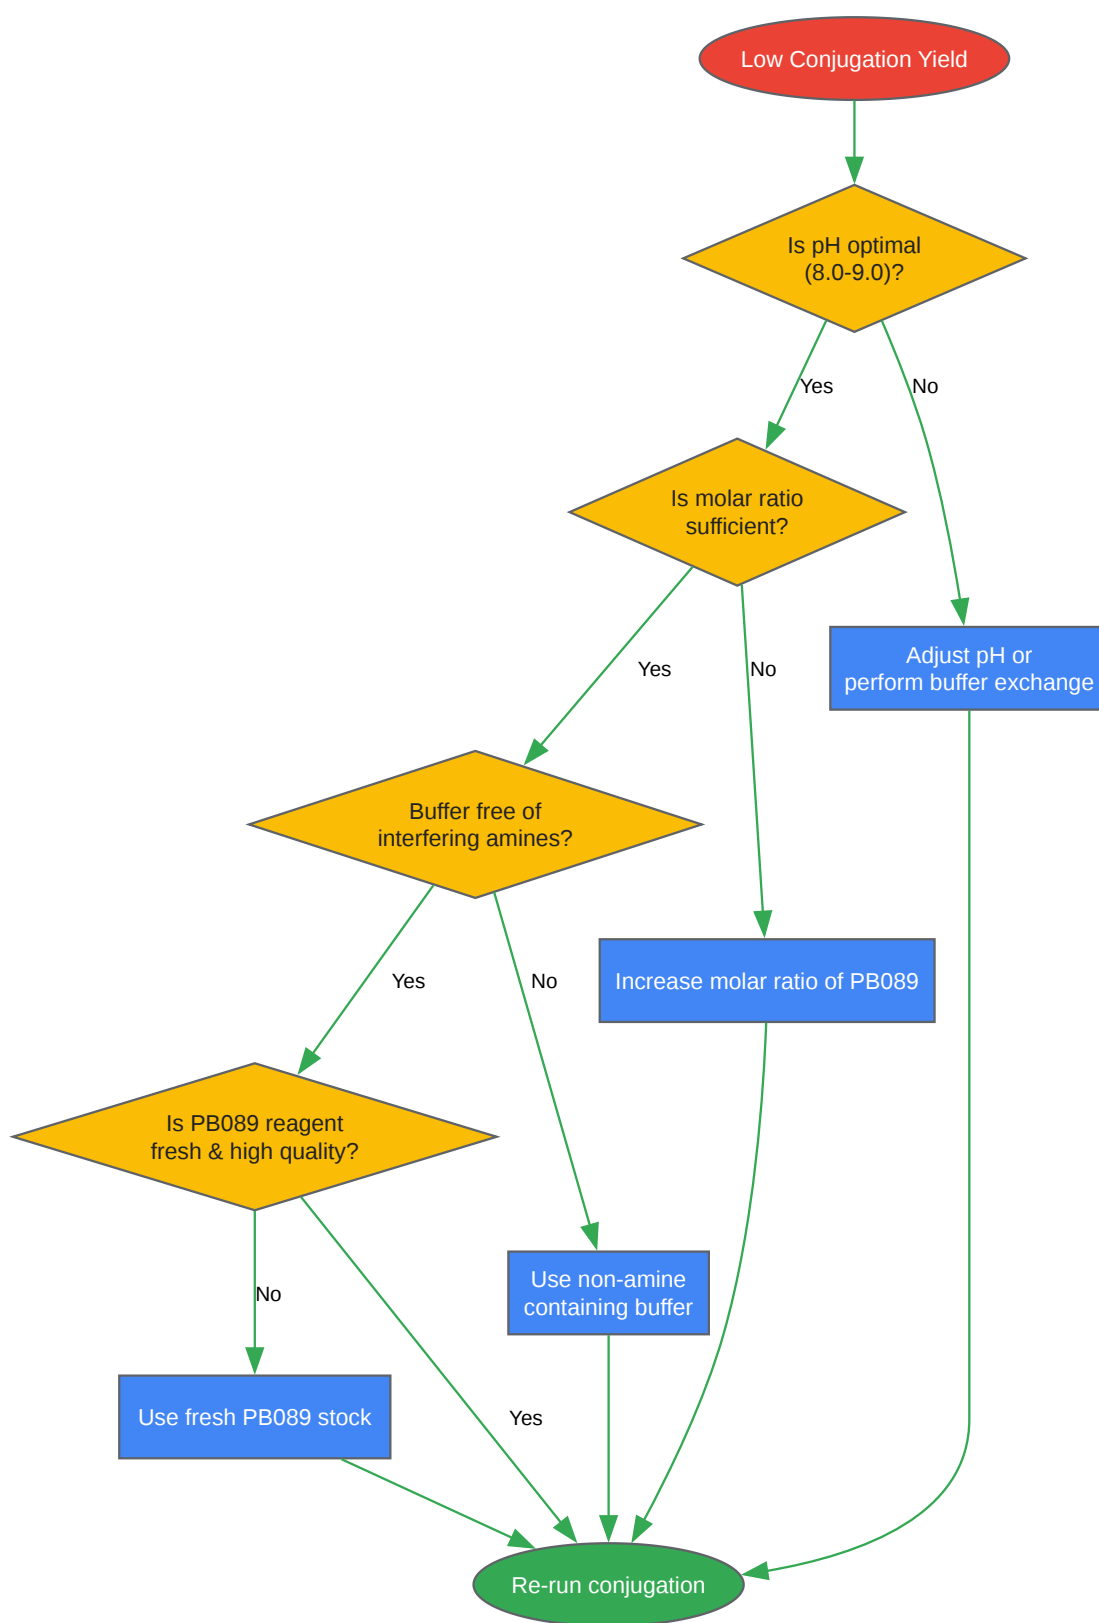 Low Conjugation Yield
Is pH optimal
(8.0-9.0)?
Yes
No
Is molar ratio
sufficient?
Adjust pH or
perform buffer exchange
Yes
No
Buffer free of
interfering amines?
Increase molar ratio of PB089
Yes
No
Is PB089 reagent
fresh & high quality?
Use non-amine
containing buffer
No
Yes
Use fresh PB089 stock
Re-run conjugation